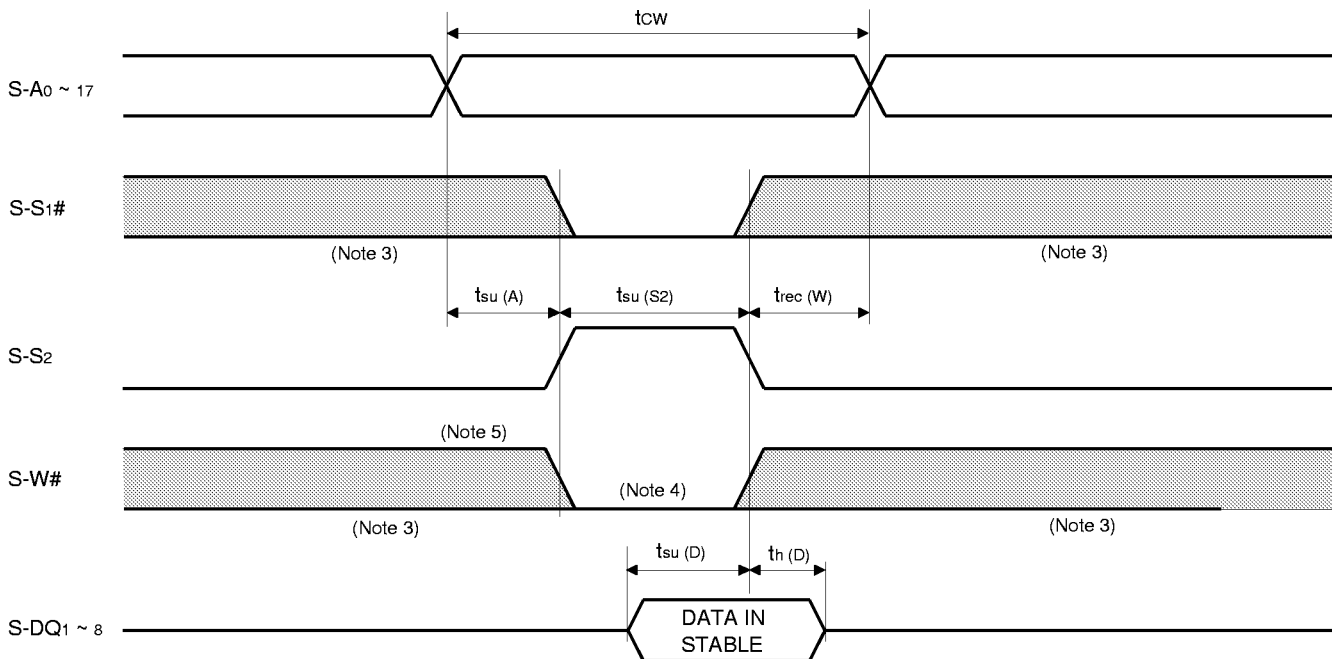 tCW
S-A0 ~ 17
S-S1#
(Note 3) (Note 3)
tsu (A) tsu (S2) trec (W)
S-S2
(Note 5)
S-W#
(Note 4)
(Note 3) (Note 3)
tsu (D) th (D)
S-DQ1 ~ 8
DATA IN
STABLE